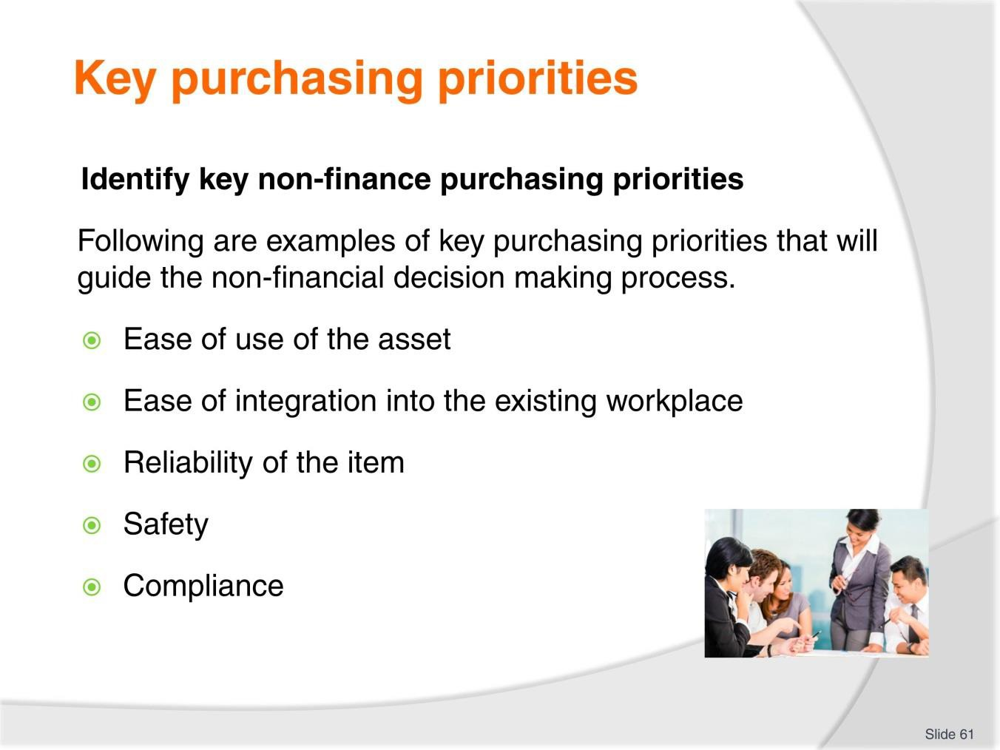 Key purchasing priorities
Identify key non-finance purchasing priorities
Following are examples of key purchasing priorities that will
guide the non-financial decision making process.
Ease of use of the asset
Ease of integration into the existing workplace
Reliability of the item
Safety
Compliance
Slide 61